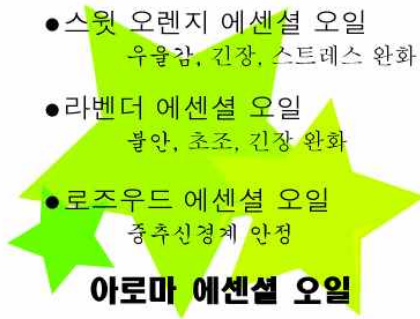 ●스윗 오렌지 에센셜 오일
우울감, 긴장, 스트레스 완화
●라벤더 에센셜 오일
불안, 초조, 긴장 완화
●로즈우드 에센셜 오일
중추신경계 안정
아로마 에센셜 오일